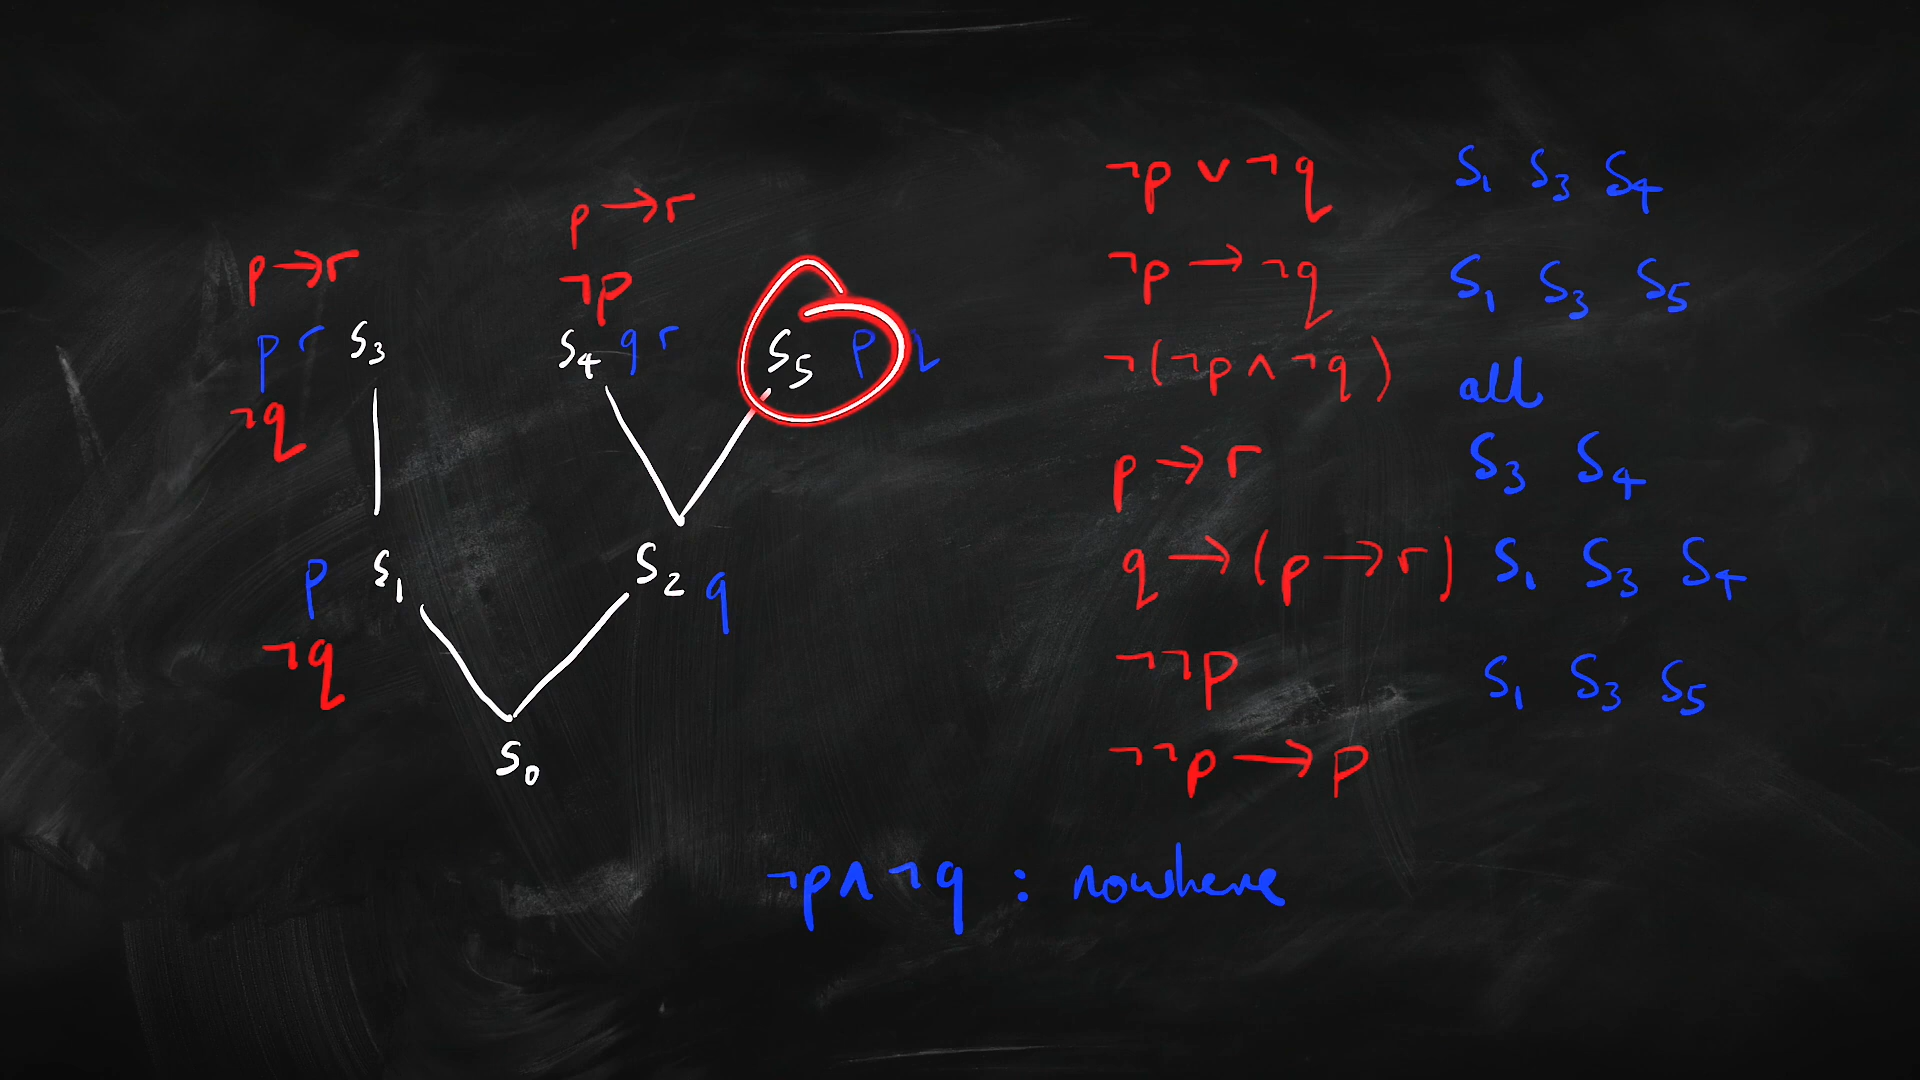 p → r
p → r
¬p
p r S₃
S₄ q r
S₅ p q
¬q
p S₁
S₂ q
¬q
S₀
¬p ∨ ¬q S₁ S₃ S₄
¬p → ¬q S₁ S₃ S₅
¬(¬p ∧ ¬q) all
p → r S₃ S₄
q → (p → r) S₁ S₃ S₄
¬¬p S₁ S₃ S₅
¬¬p → p
¬p ∧ ¬q : nowhere